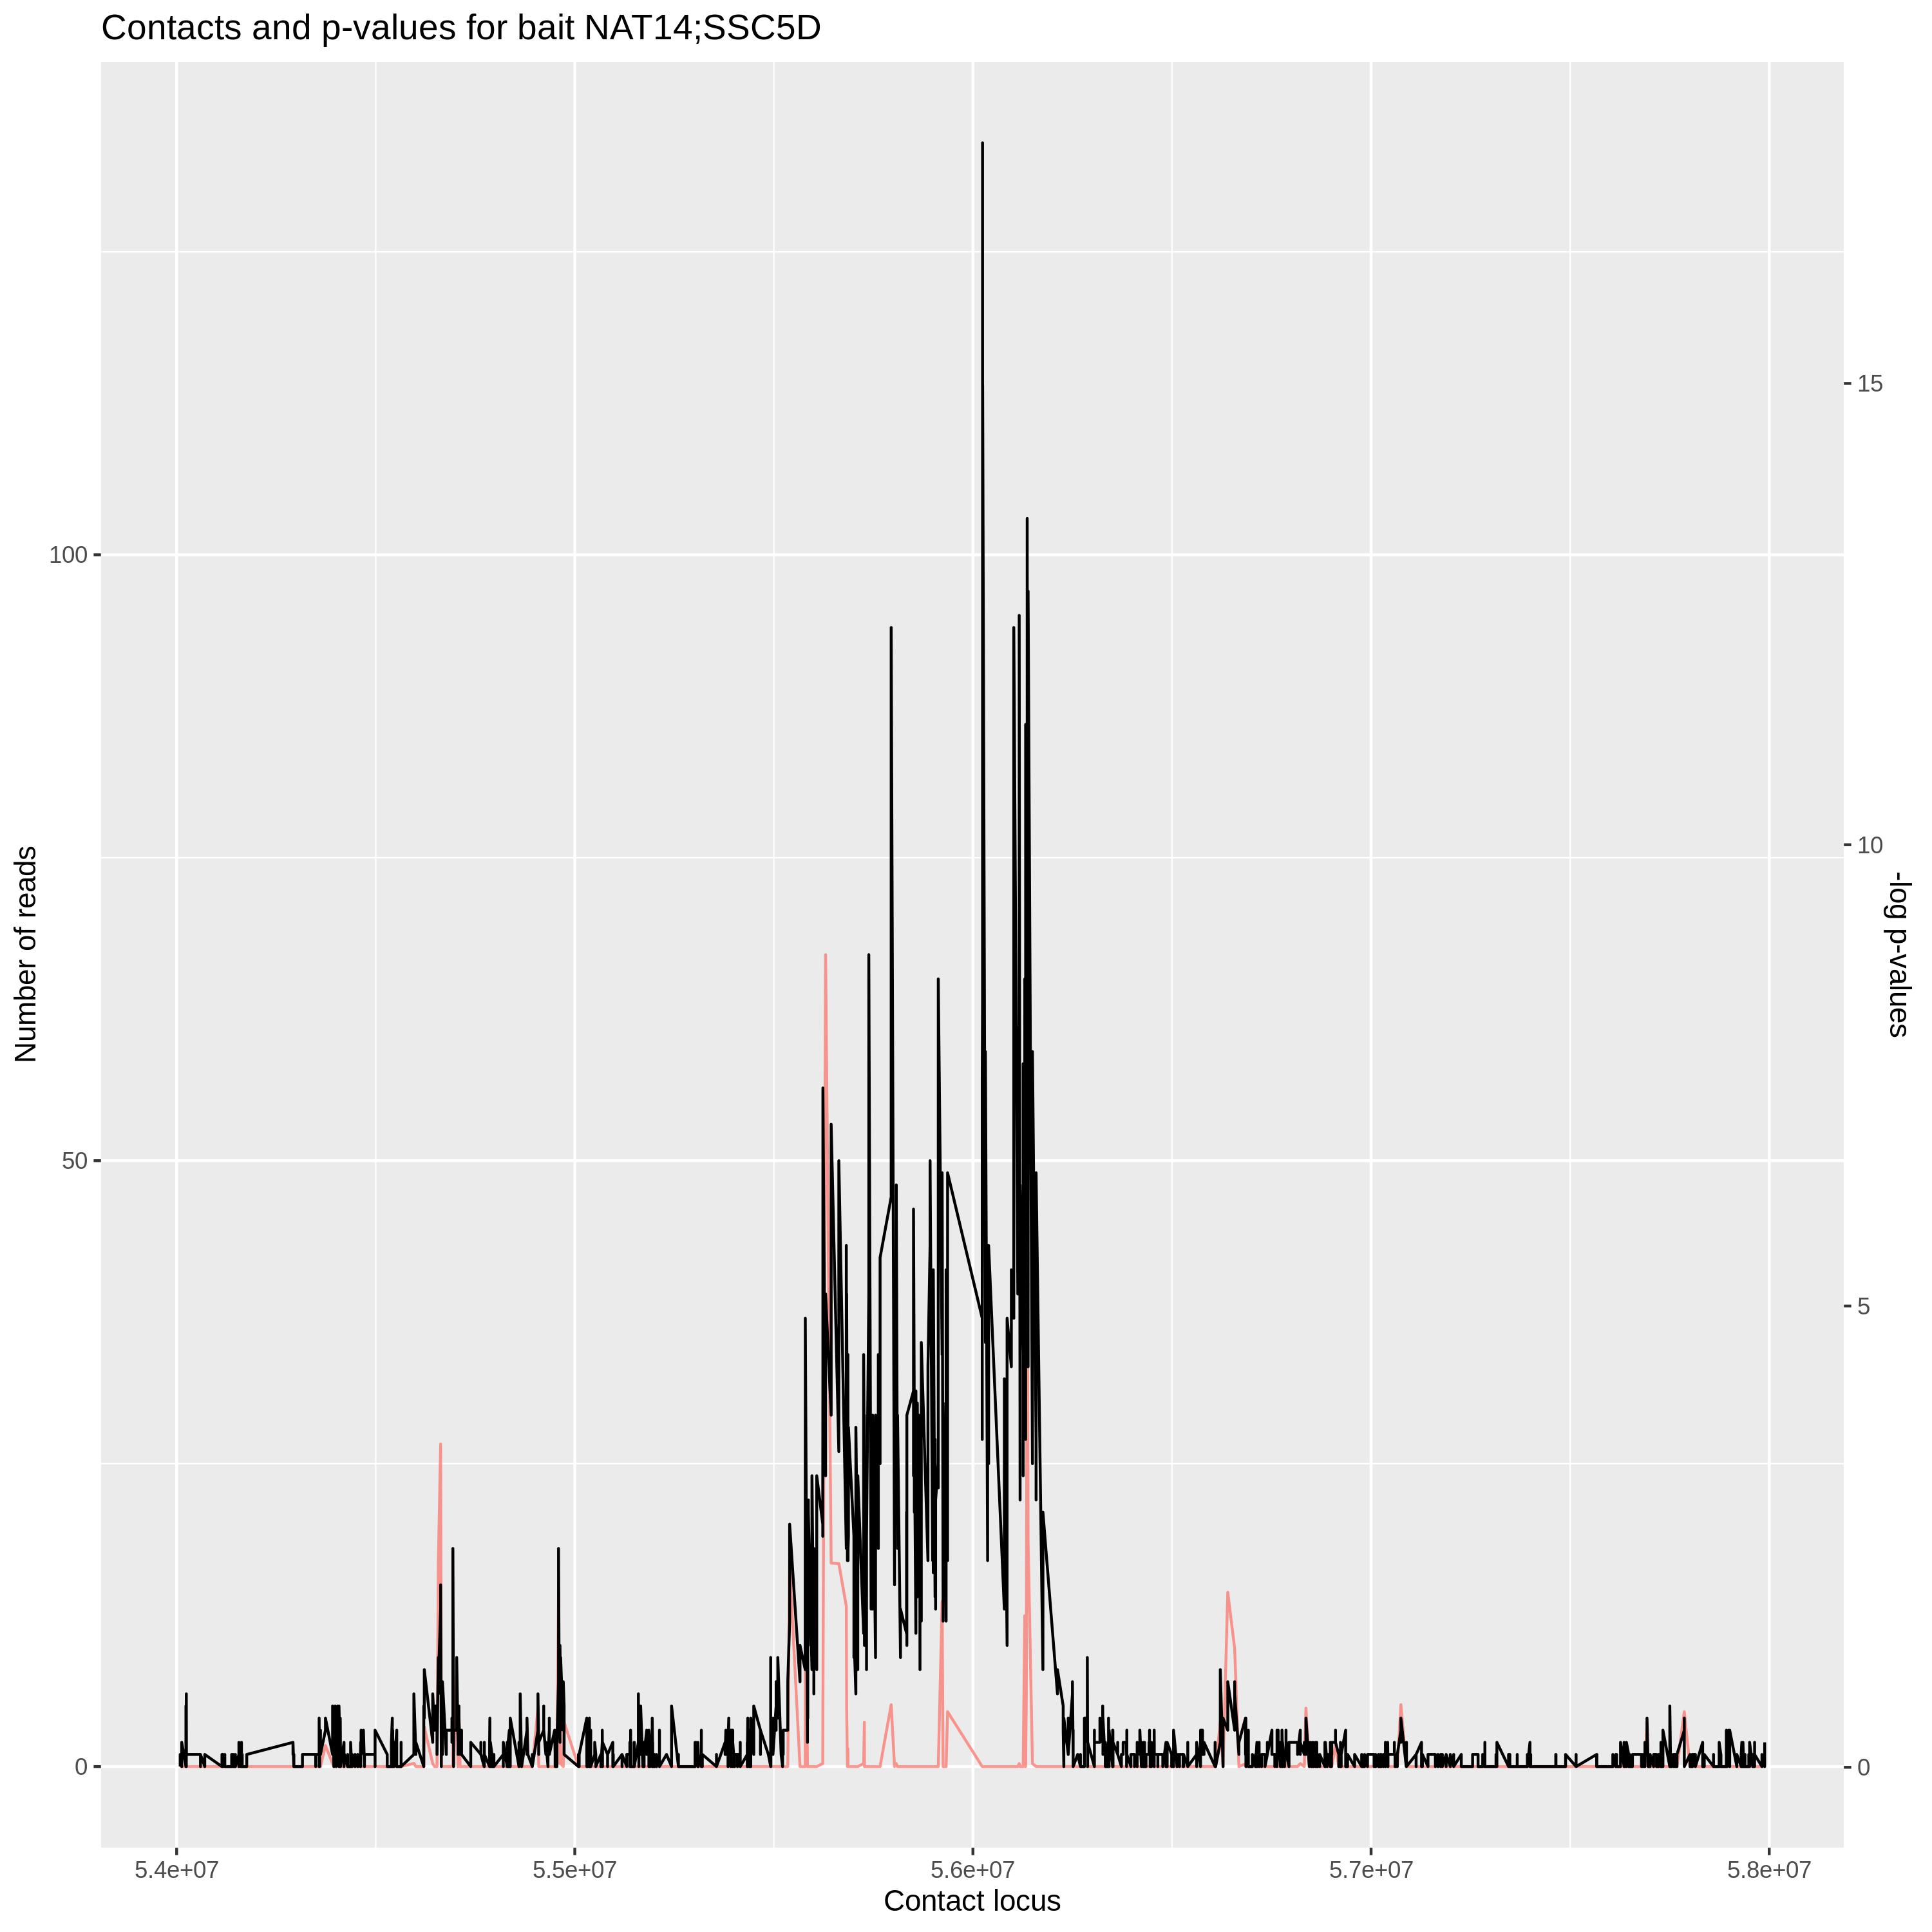 Contacts and p-values for bait NAT14;SSC5D
Number of reads
100
50
0
15
10
5
0
-log p-values
5.4e+07
5.5e+07
5.6e+07
5.7e+07
5.8e+07
Contact locus